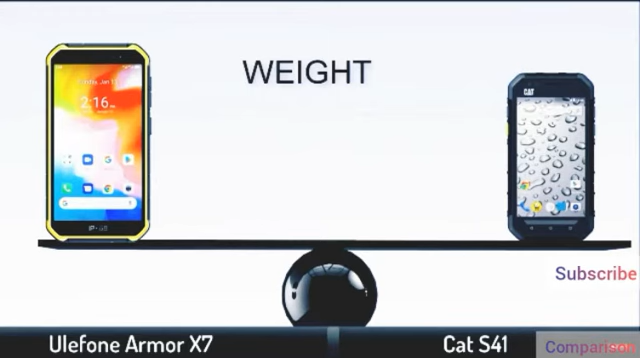 WEIGHT
CAT
2:16
Subscribe
Ulefone Armor X7
Cat S41
Comparison